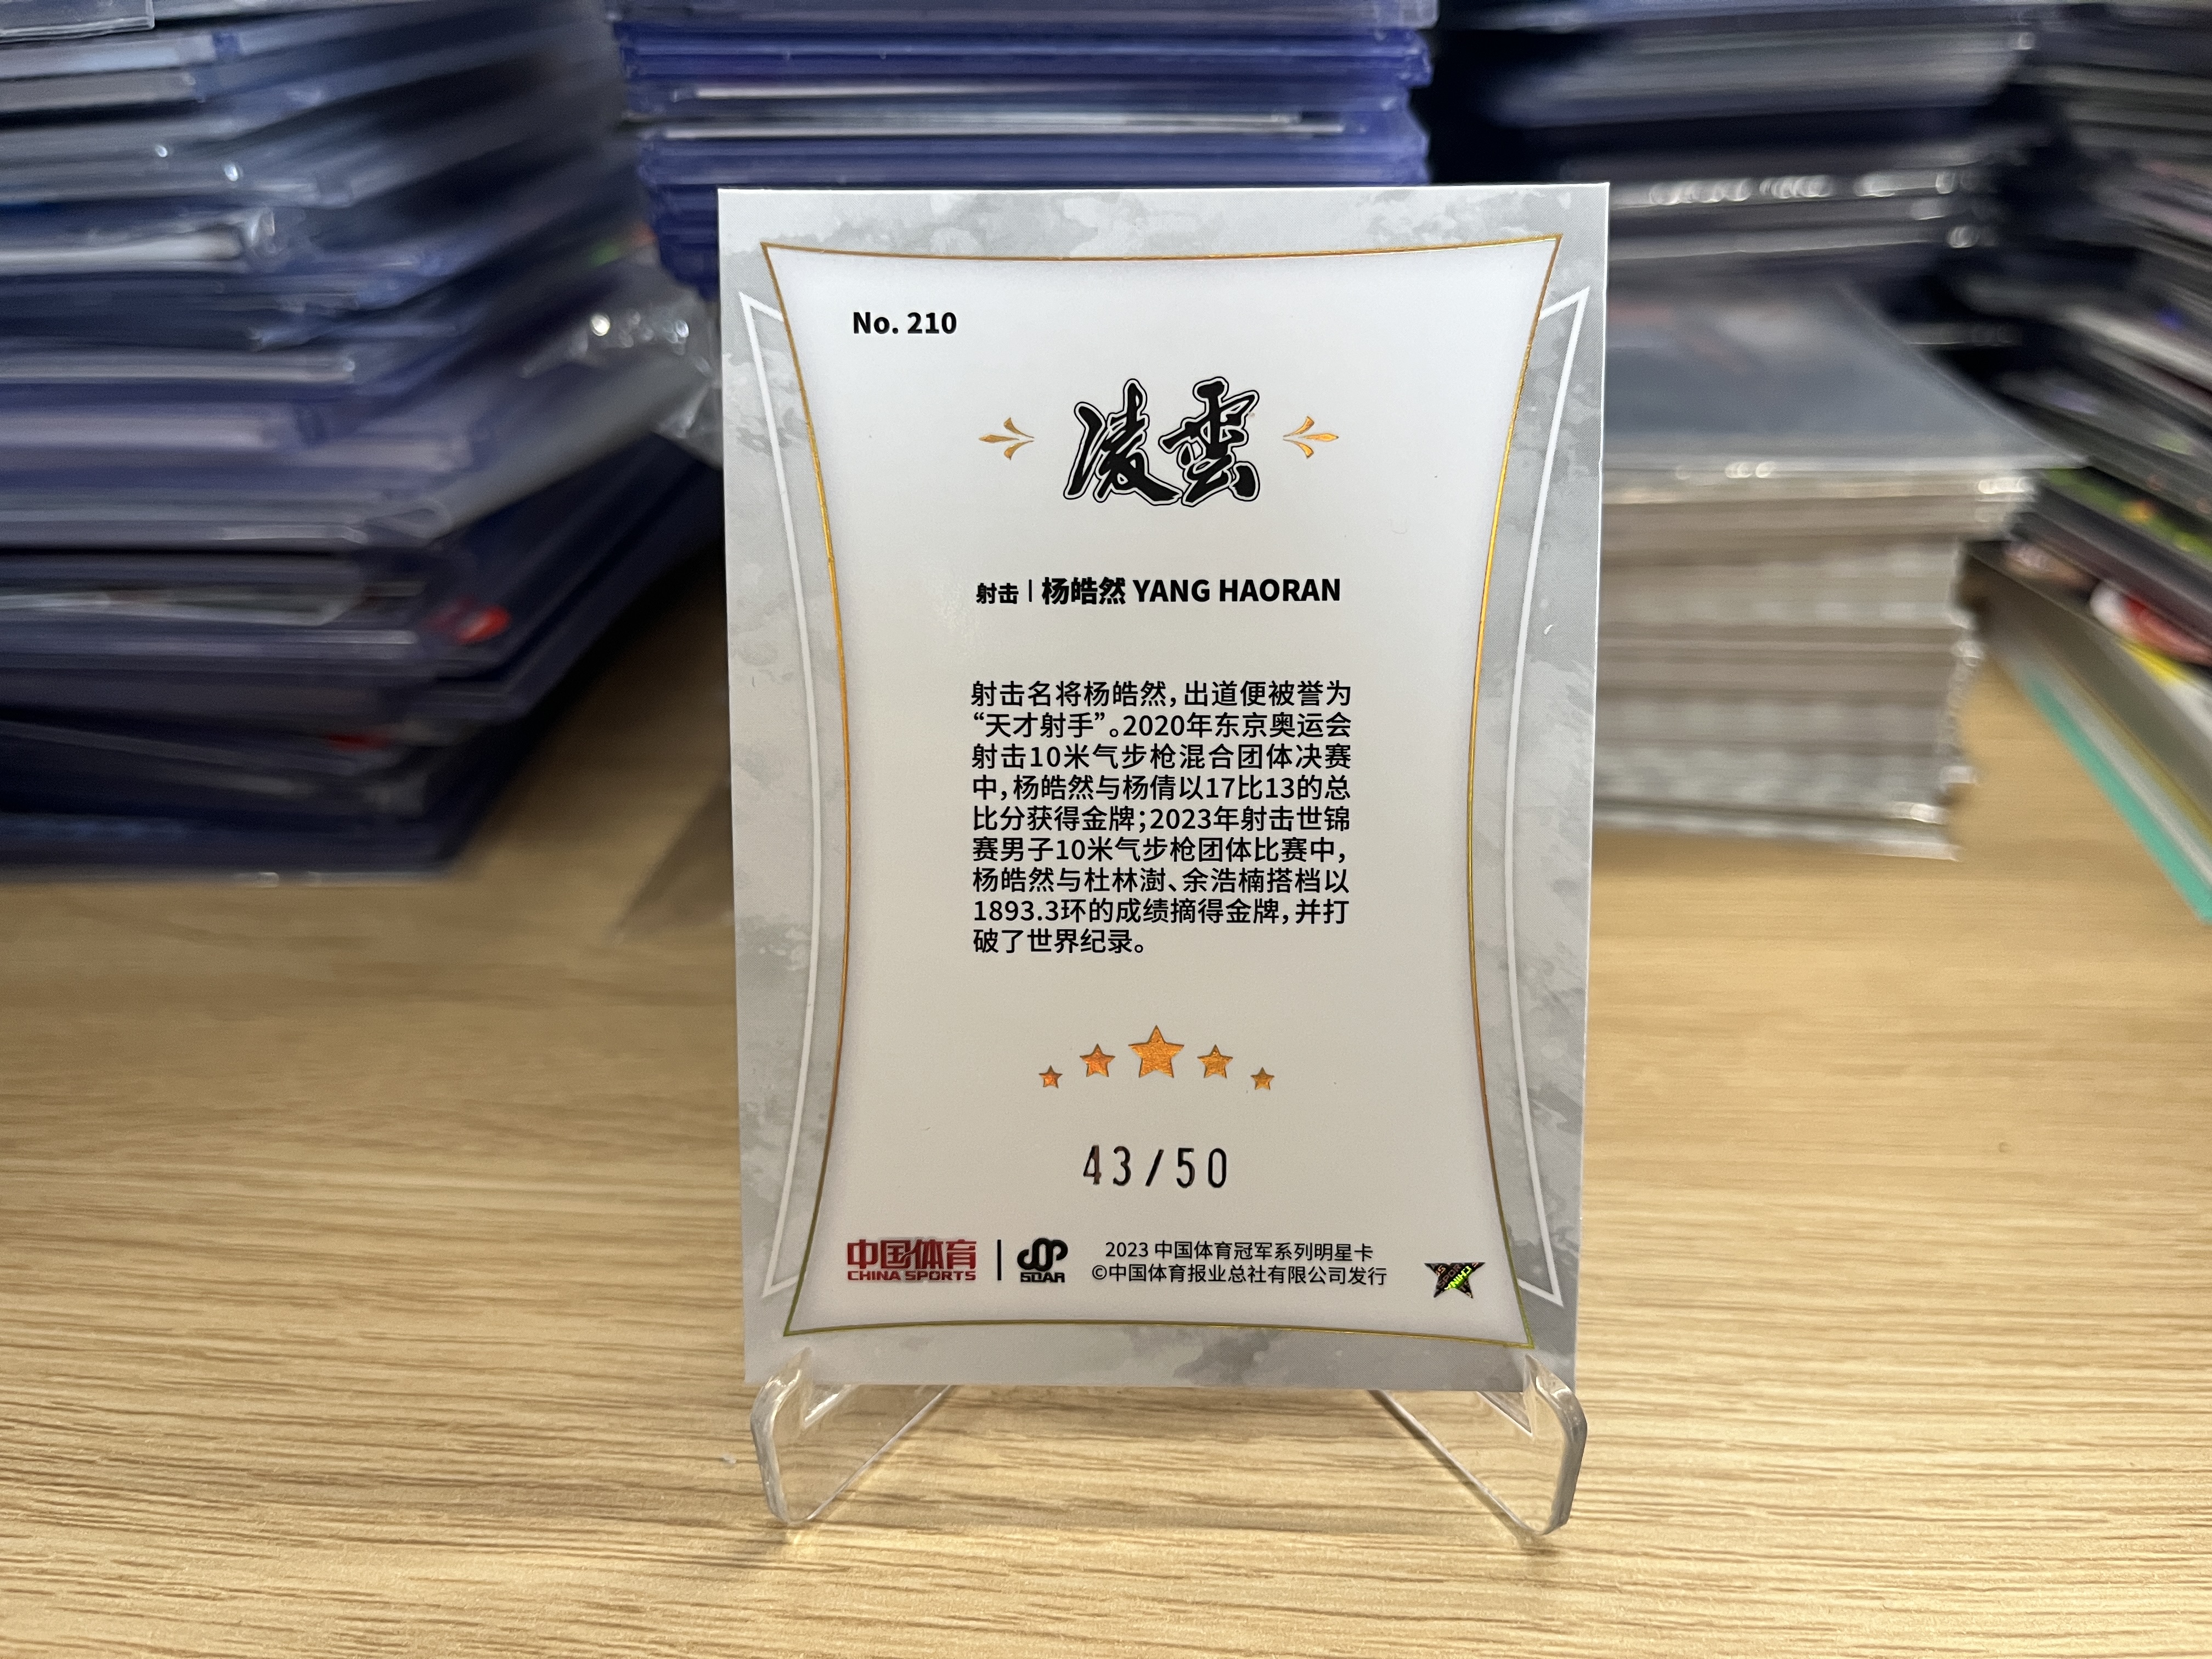 No. 210
凌雲
射击 | 杨皓然 YANG HAORAN
射击名将杨皓然，出道便被誉为
“天才射手”。2020年东京奥运会
射击10米气步枪混合团体决赛
中，杨皓然与杨倩以17比13的总
比分获得金牌；2023年射击世锦
赛男子10米气步枪团体比赛中，
杨皓然与杜林澍、余浩楠搭档以
1893.3环的成绩摘得金牌，并打
破了世界纪录。
43/50
中国体育
CHINA SPORTS
SOAR
2023 中国体育冠军系列明星卡
©中国体育报业总社有限公司发行